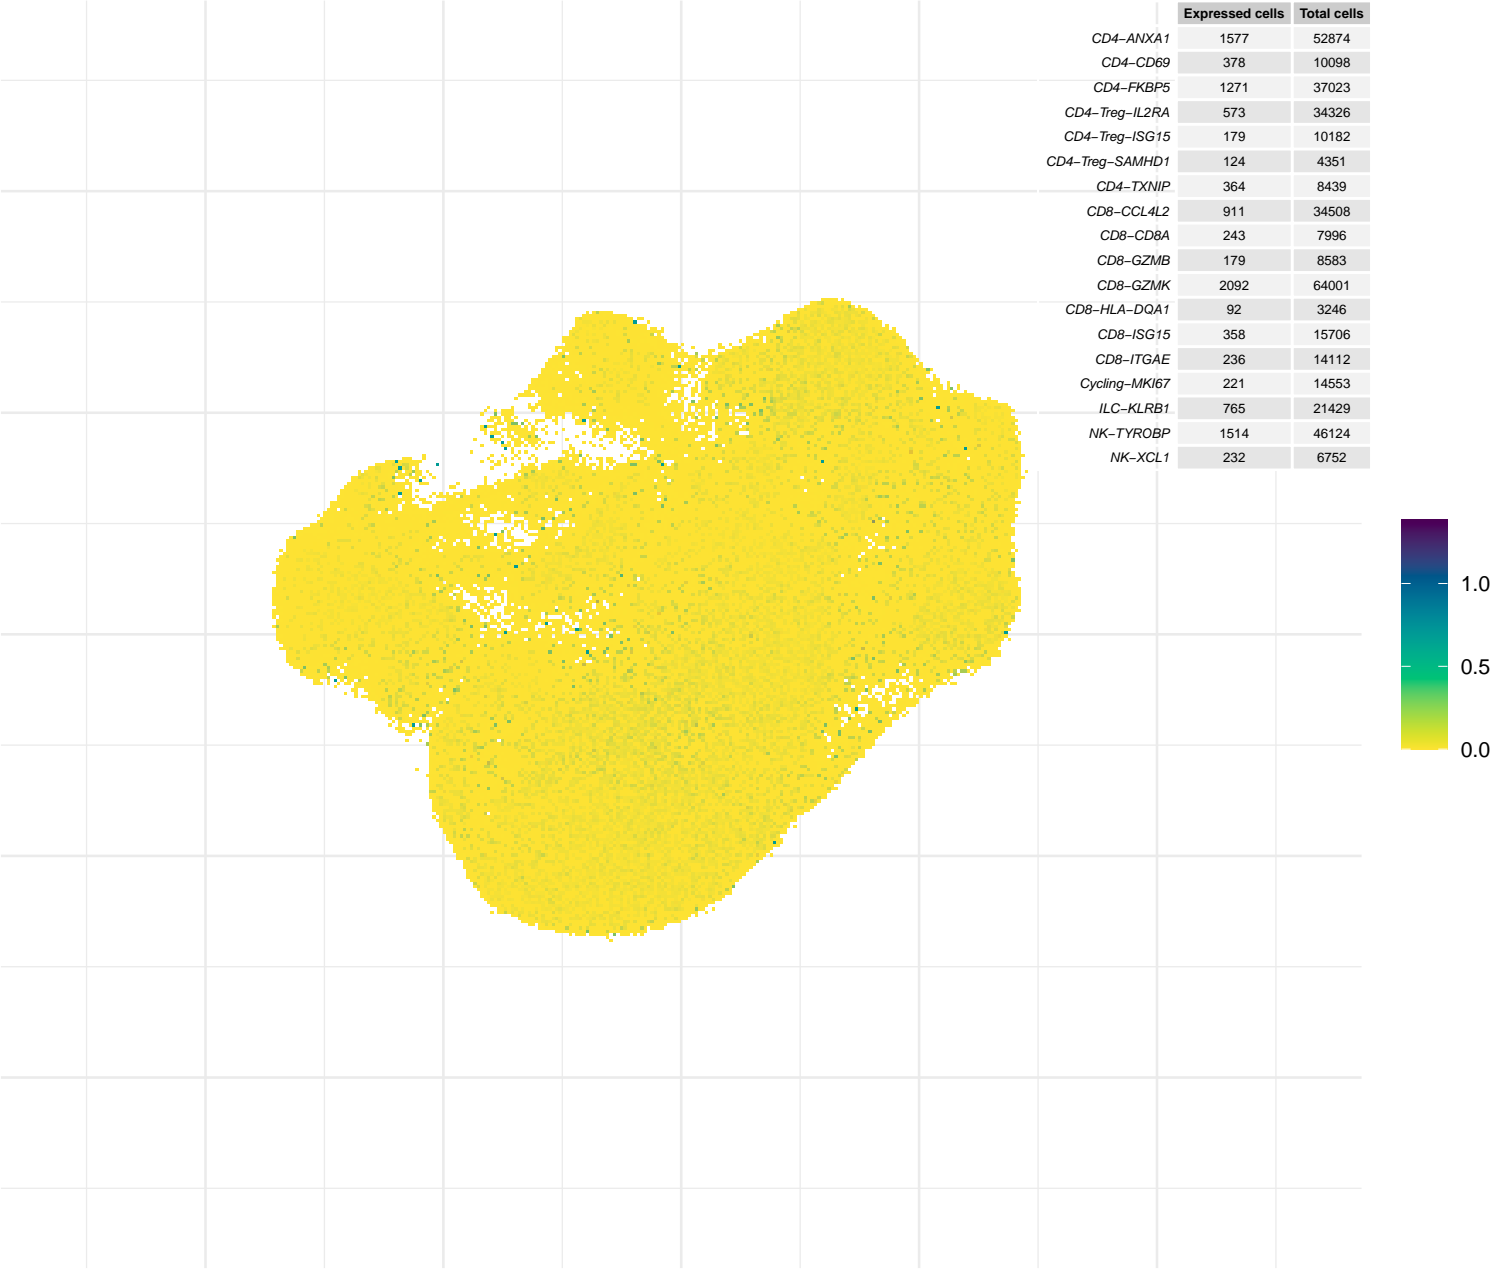 Expressed cells Total cells
CD4−ANXA1 1577 52874
CD4−CD69 378 10098
CD4−FKBP5 1271 37023
CD4−Treg−IL2RA 573 34326
CD4−Treg−ISG15 179 10182
CD4−Treg−SAMHD1 124 4351
CD4−TXNIP 364 8439
CD8−CCL4L2 911 34508
CD8−CD8A 243 7996
CD8−GZMB 179 8583
CD8−GZMK 2092 64001
CD8−HLA−DQA1 92 3246
CD8−ISG15 358 15706
CD8−ITGAE 236 14112
Cycling−MKI67 221 14553
ILC−KLRB1 765 21429
NK−TYROBP 1514 46124
NK−XCL1 232 6752
1.0
0.5
0.0